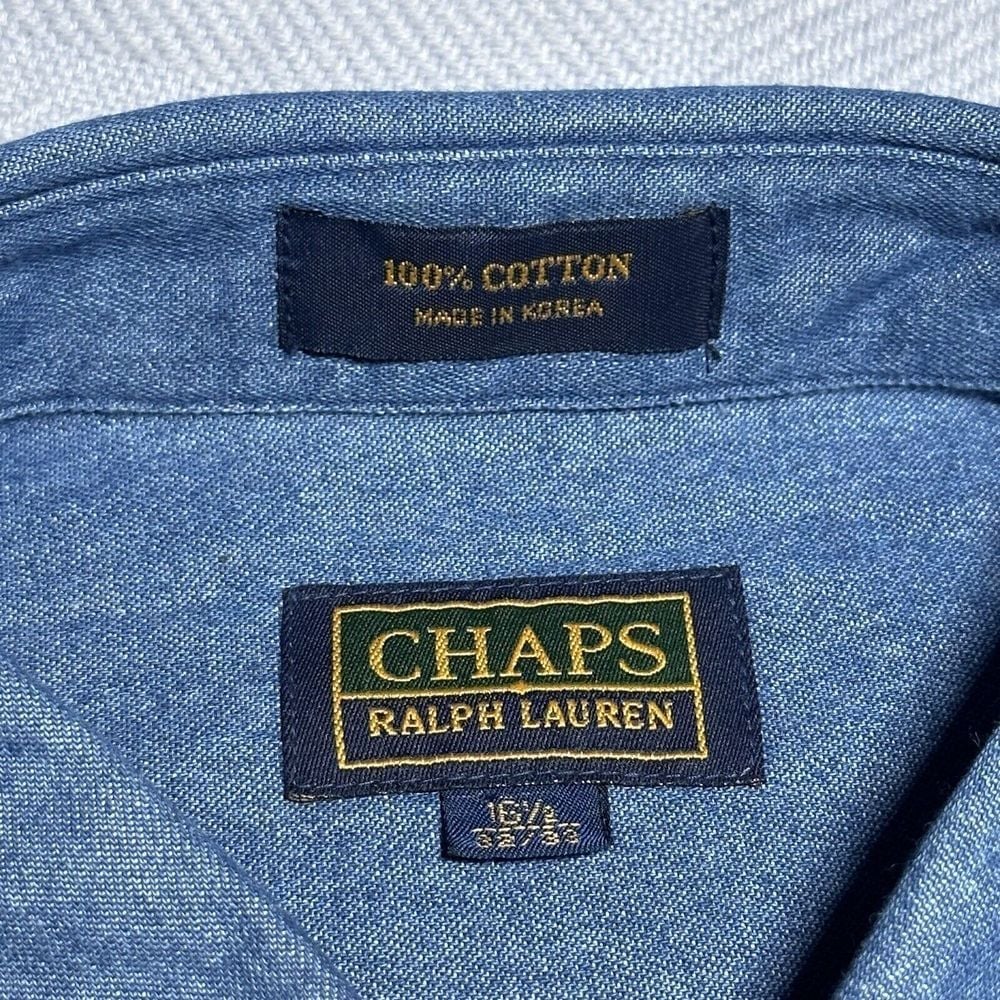 100% COTTON
MADE IN KOREA
CHAPS
RALPH LAUREN
16½
32/33